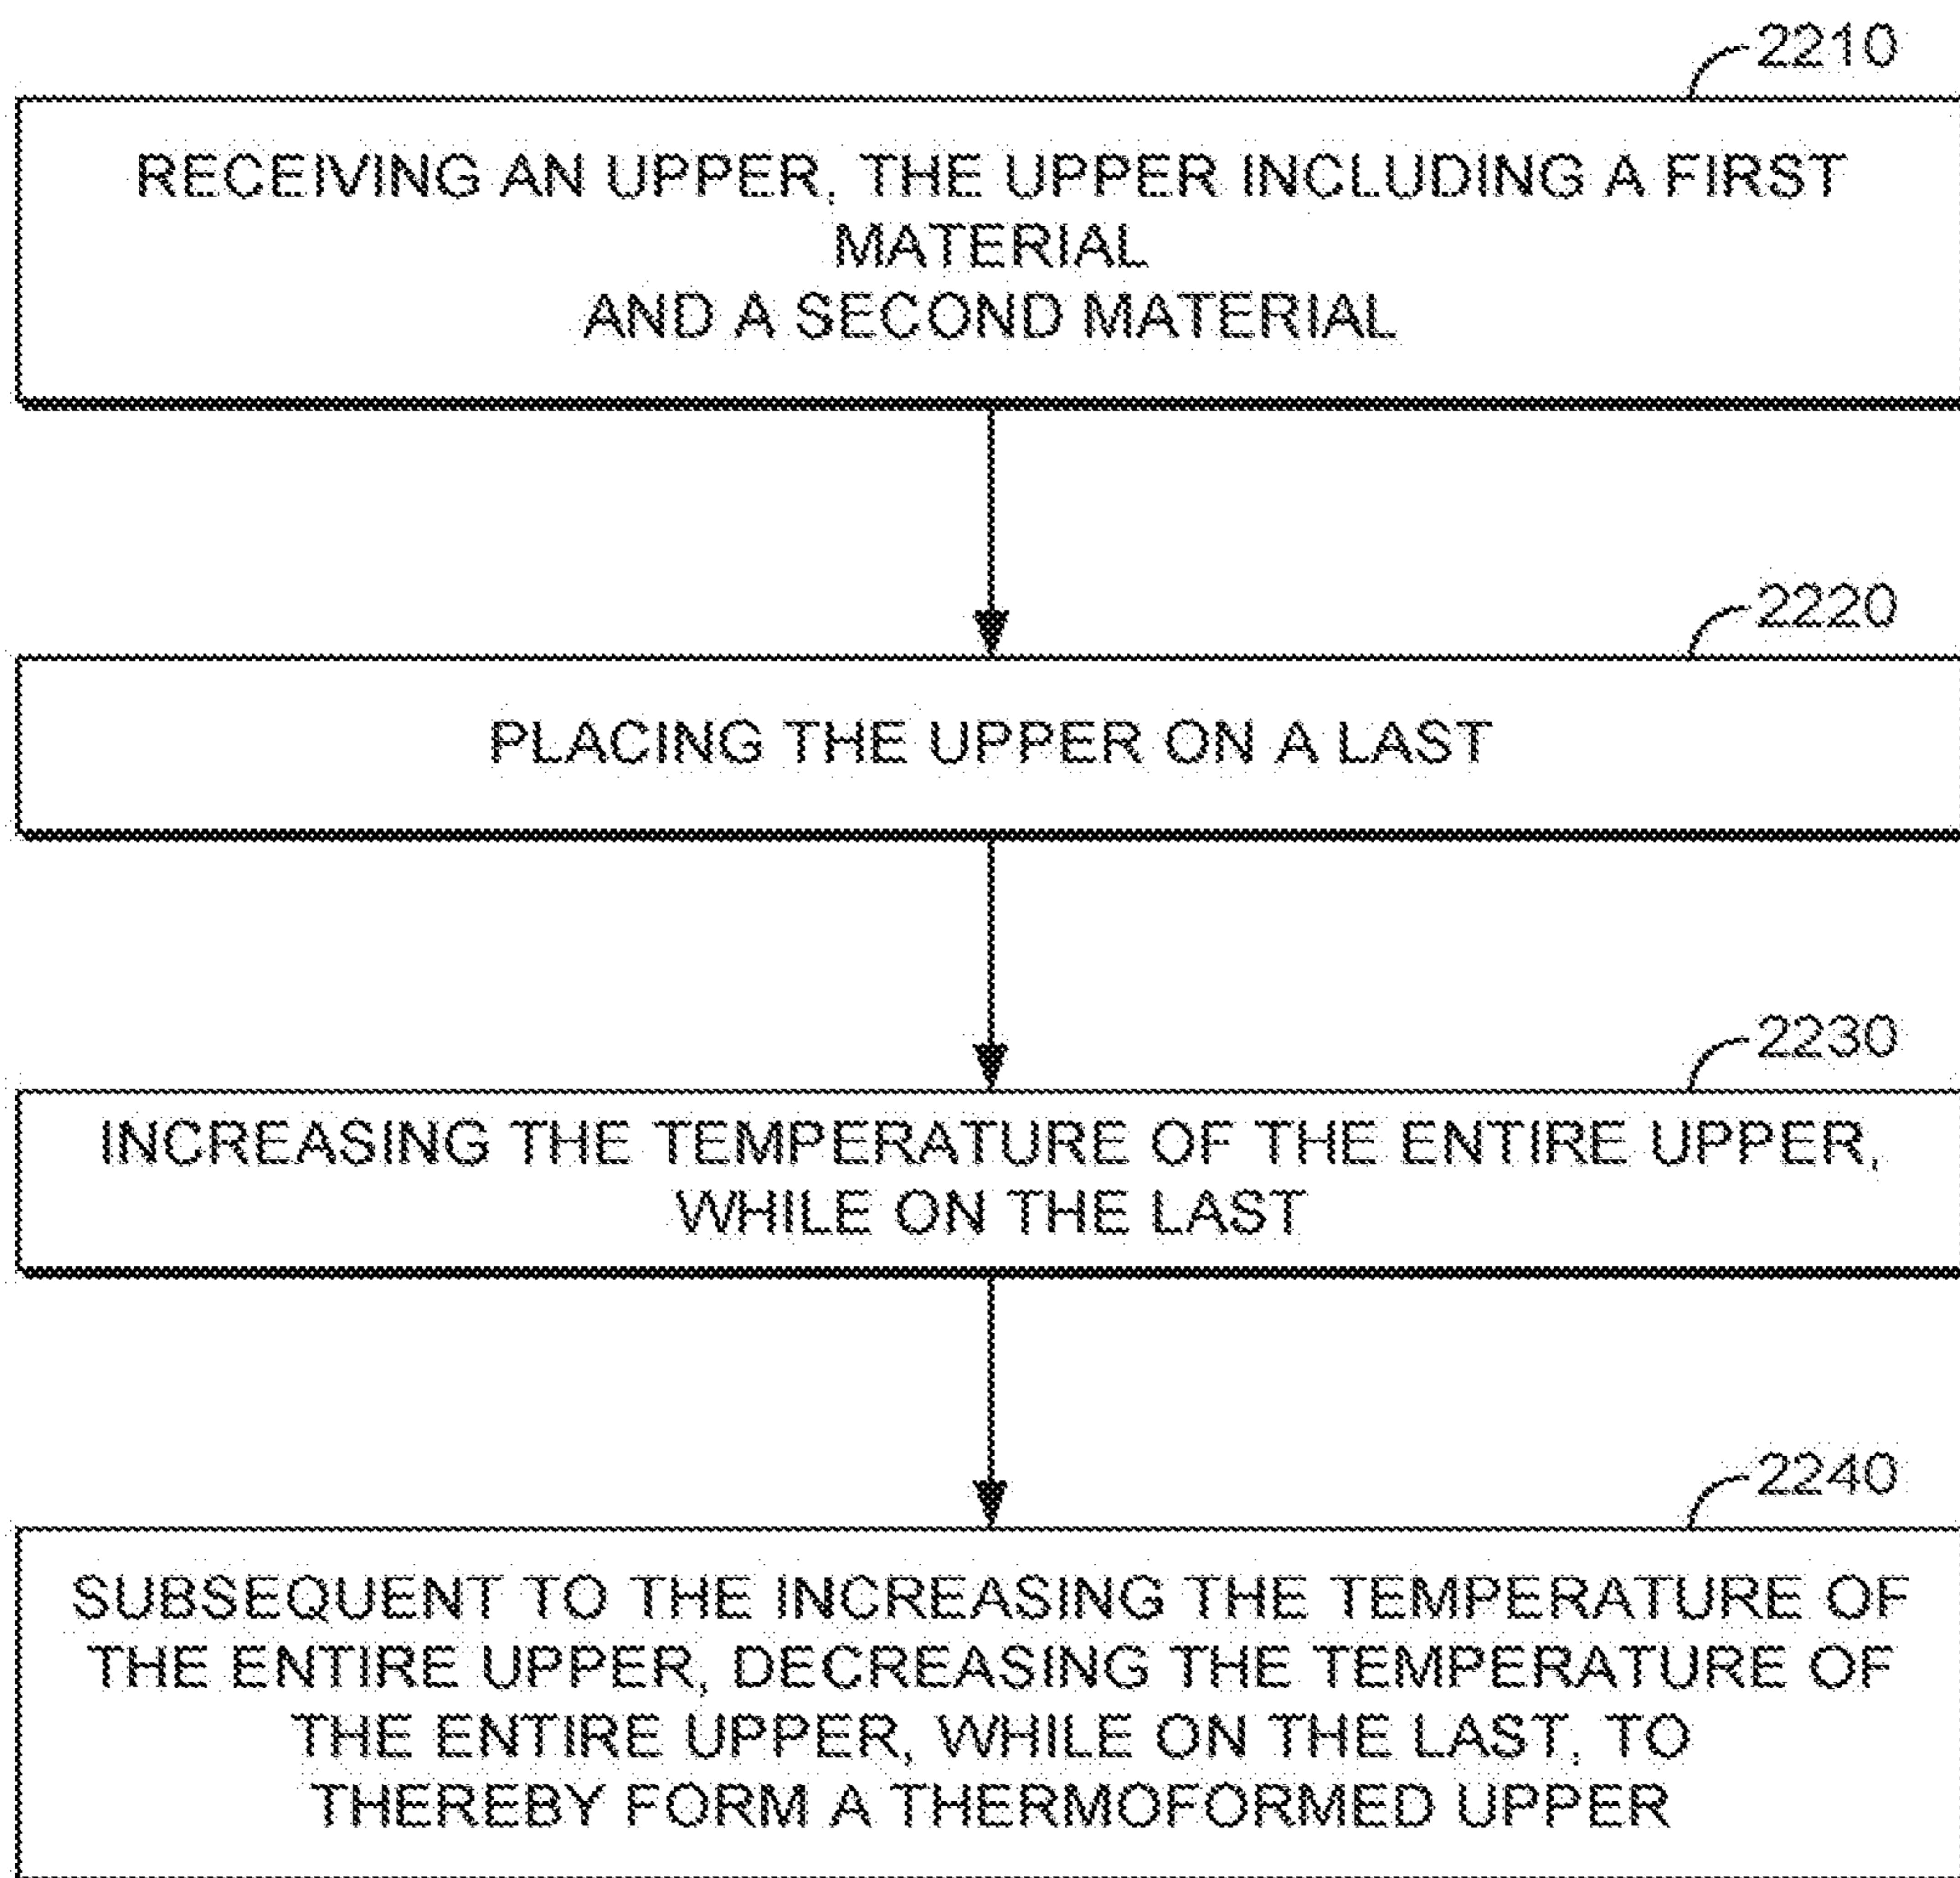 2210
RECEIVING AN UPPER, THE UPPER INCLUDING A FIRST
MATERIAL
AND A SECOND MATERIAL
2220
PLACING THE UPPER ON A LAST
2230
INCREASING THE TEMPERATURE OF THE ENTIRE UPPER,
WHILE ON THE LAST
2240
SUBSEQUENT TO THE INCREASING THE TEMPERATURE OF
THE ENTIRE UPPER, DECREASING THE TEMPERATURE OF
THE ENTIRE UPPER, WHILE ON THE LAST, TO
THEREBY FORM A THERMOFORMED UPPER